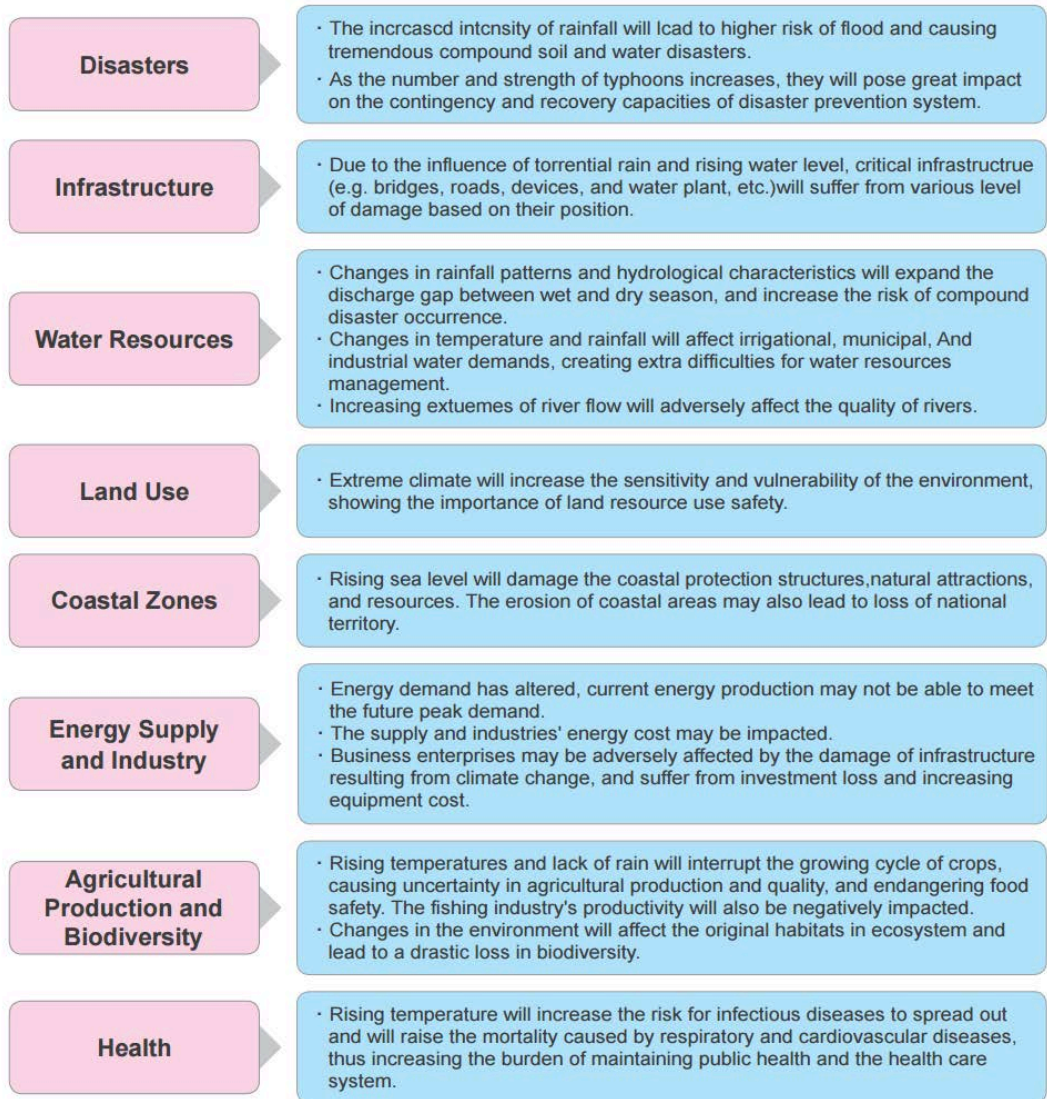 Disasters
· The incrcascd intcnsity of rainfall will lcad to higher risk of flood and causing
tremendous compound soil and water disasters.
· As the number and strength of typhoons increases, they will pose great impact
on the contingency and recovery capacities of disaster prevention system.
Infrastructure
· Due to the influence of torrential rain and rising water level, critical infrastructrue
(e.g. bridges, roads, devices, and water plant, etc.)will suffer from various level
of damage based on their position.
Water Resources
· Changes in rainfall patterns and hydrological characteristics will expand the
discharge gap between wet and dry season, and increase the risk of compound
disaster occurrence.
· Changes in temperature and rainfall will affect irrigational, municipal, And
industrial water demands, creating extra difficulties for water resources
management.
· Increasing extuemes of river flow will adversely affect the quality of rivers.
Land Use
· Extreme climate will increase the sensitivity and vulnerability of the environment,
showing the importance of land resource use safety.
Coastal Zones
· Rising sea level will damage the coastal protection structures,natural attractions,
and resources. The erosion of coastal areas may also lead to loss of national
territory.
Energy Supply
and Industry
· Energy demand has altered, current energy production may not be able to meet
the future peak demand.
· The supply and industries' energy cost may be impacted.
· Business enterprises may be adversely affected by the damage of infrastructure
resulting from climate change, and suffer from investment loss and increasing
equipment cost.
Agricultural
Production and
Biodiversity
· Rising temperatures and lack of rain will interrupt the growing cycle of crops,
causing uncertainty in agricultural production and quality, and endangering food
safety. The fishing industry's productivity will also be negatively impacted.
· Changes in the environment will affect the original habitats in ecosystem and
lead to a drastic loss in biodiversity.
Health
· Rising temperature will increase the risk for infectious diseases to spread out
and will raise the mortality caused by respiratory and cardiovascular diseases,
thus increasing the burden of maintaining public health and the health care
system.